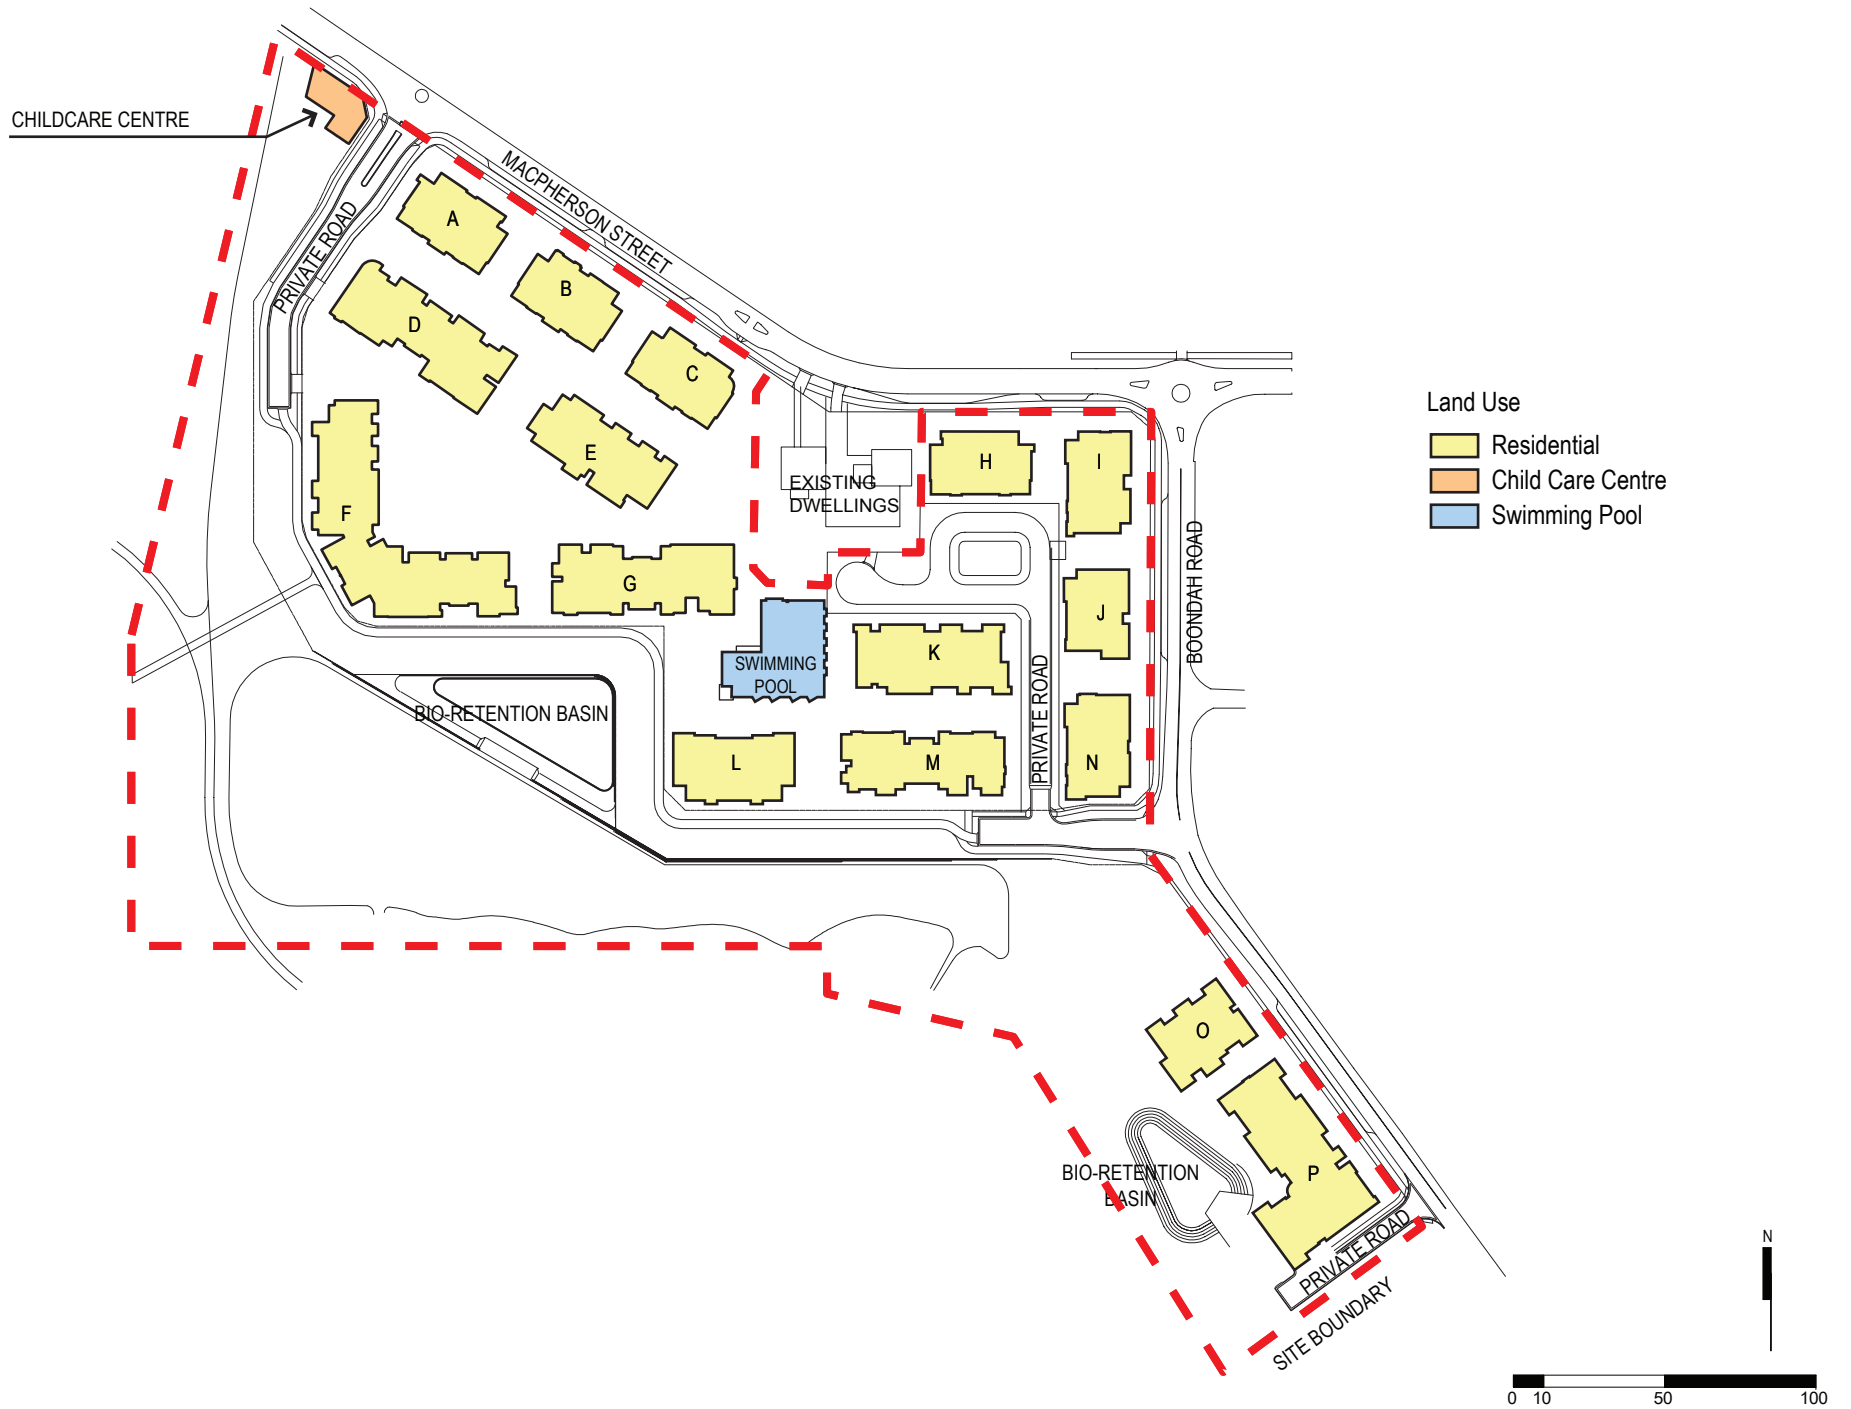 CHILDCARE CENTRE
MACPHERSON STREET
PRIVATE ROAD
A
B
C
D
E
F
G
H
I
EXISTING
DWELLINGS
BOONDAH ROAD
J
K
SWIMMING
POOL
PRIVATE ROAD
BIO-RETENTION BASIN
L
M
N
O
P
BIO-RETENTION
BASIN
PRIVATE ROAD
SITE BOUNDARY
Land Use
Residential
Child Care Centre
Swimming Pool
N
0 10 50 100